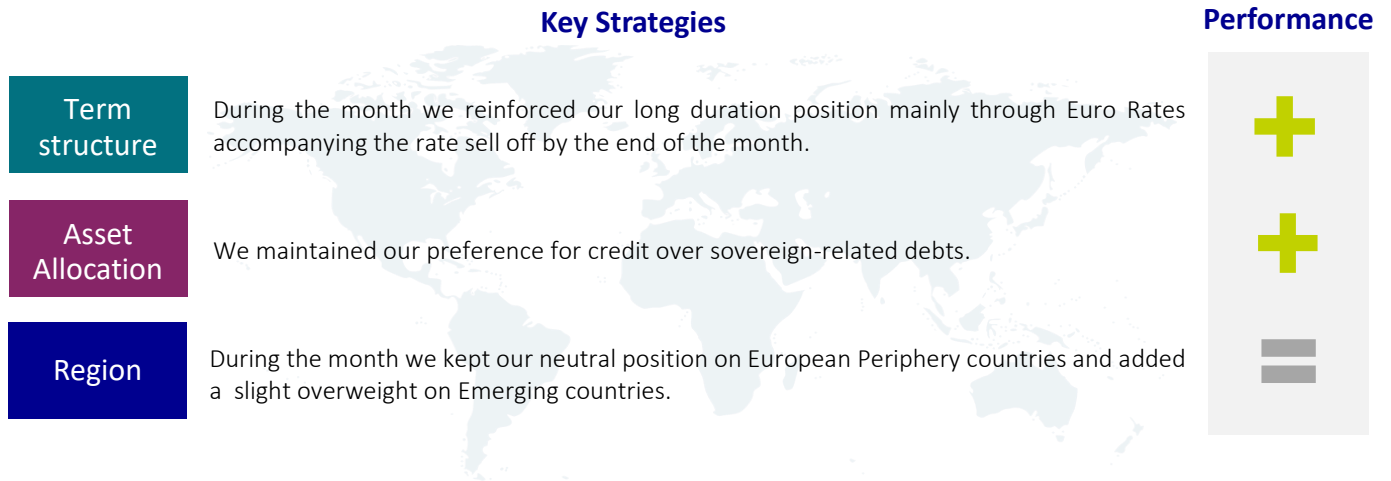 Key Strategies
Performance
Term
structure
During the month we reinforced our long duration position mainly through Euro Rates
accompanying the rate sell off by the end of the month.
+
Asset
Allocation
We maintained our preference for credit over sovereign-related debts.
+
Region
During the month we kept our neutral position on European Periphery countries and added
a slight overweight on Emerging countries.
=